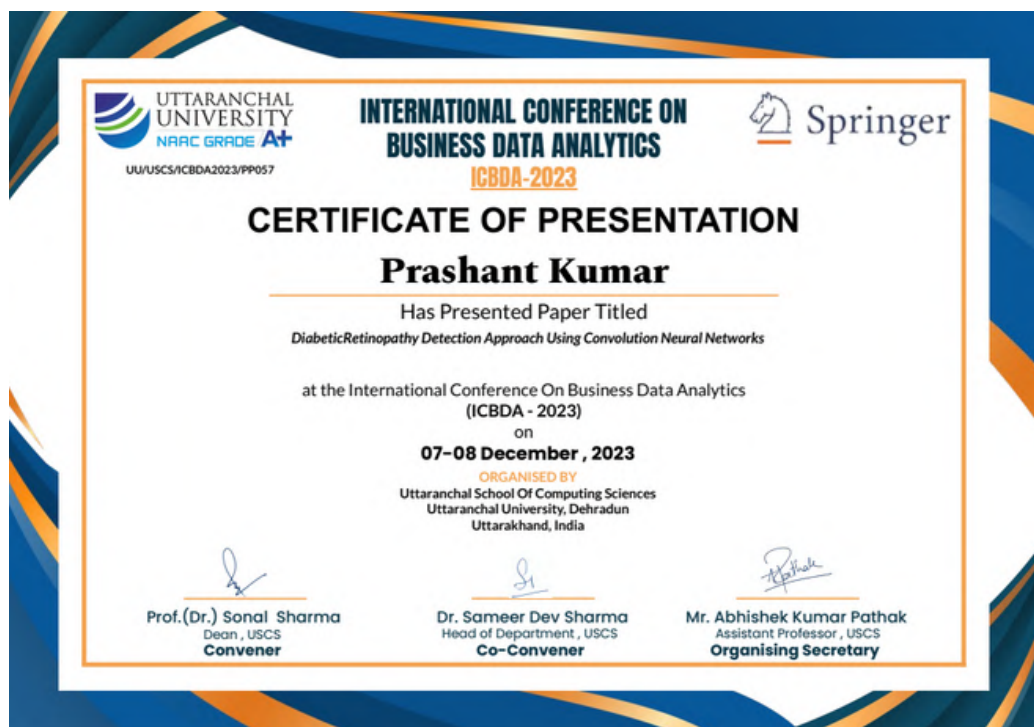 UTTARANCHAL
UNIVERSITY
NAAC GRADE A+
UU/USCS/ICBDA2023/PP057
INTERNATIONAL CONFERENCE ON
BUSINESS DATA ANALYTICS
ICBDA-2023
Springer
CERTIFICATE OF PRESENTATION
Prashant Kumar
Has Presented Paper Titled
DiabeticRetinopathy Detection Approach Using Convolution Neural Networks
at the International Conference On Business Data Analytics
(ICBDA - 2023)
on
07-08 December , 2023
ORGANISED BY
Uttaranchal School Of Computing Sciences
Uttaranchal University, Dehradun
Uttarakhand, India
Prof.(Dr.) Sonal Sharma
Dean , USCS
Convener
Dr. Sameer Dev Sharma
Head of Department , USCS
Co-Convener
APathak
Mr. Abhishek Kumar Pathak
Assistant Professor , USCS
Organising Secretary